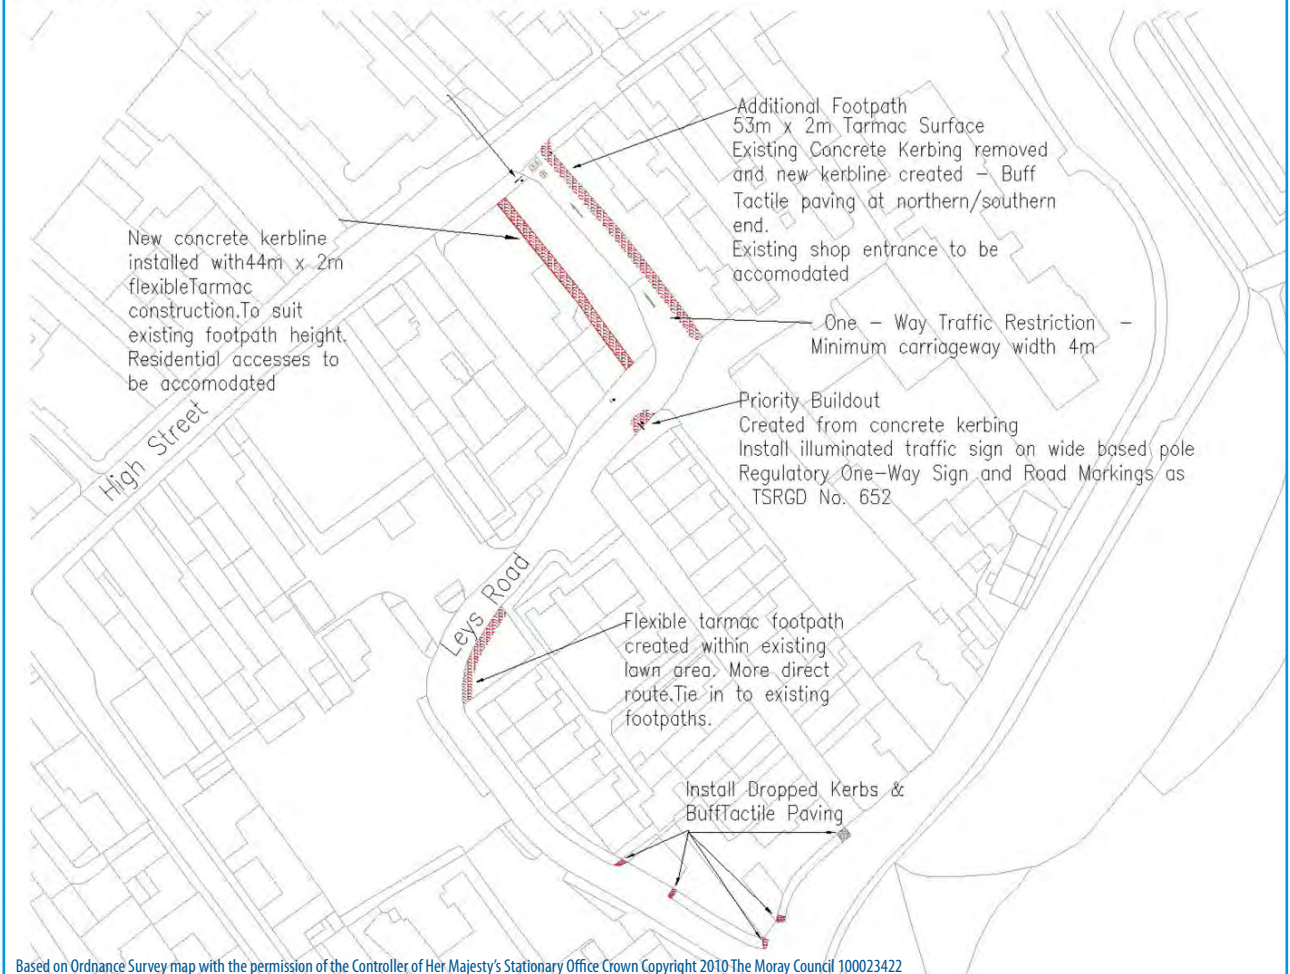 Additional Footpath
53m x 2m Tarmac Surface
Existing Concrete Kerbing removed
and new kerbline created - Buff
Tactile paving at northern/southern
end.
Existing shop entrance to be
accomodated
New concrete kerbline
installed with44m x 2m
flexibleTarmac
construction.To suit
existing footpath height.
Residential accesses to
be accomodated
One - Way Traffic Restriction -
Minimum carriageway width 4m
Priority Buildout
Created from concrete kerbing
Install illuminated traffic sign on wide based pole
Regulatory One-Way Sign and Road Markings as
TSRGD No. 652
High Street
Leys Road
Flexible tarmac footpath
created within existing
lawn area. More direct
route.Tie in to existing
footpaths.
Install Dropped Kerbs &
BuffTactile Paving
Based on Ordnance Survey map with the permission of the Controller of Her Majesty's Stationary Office Crown Copyright 2010 The Moray Council 100023422